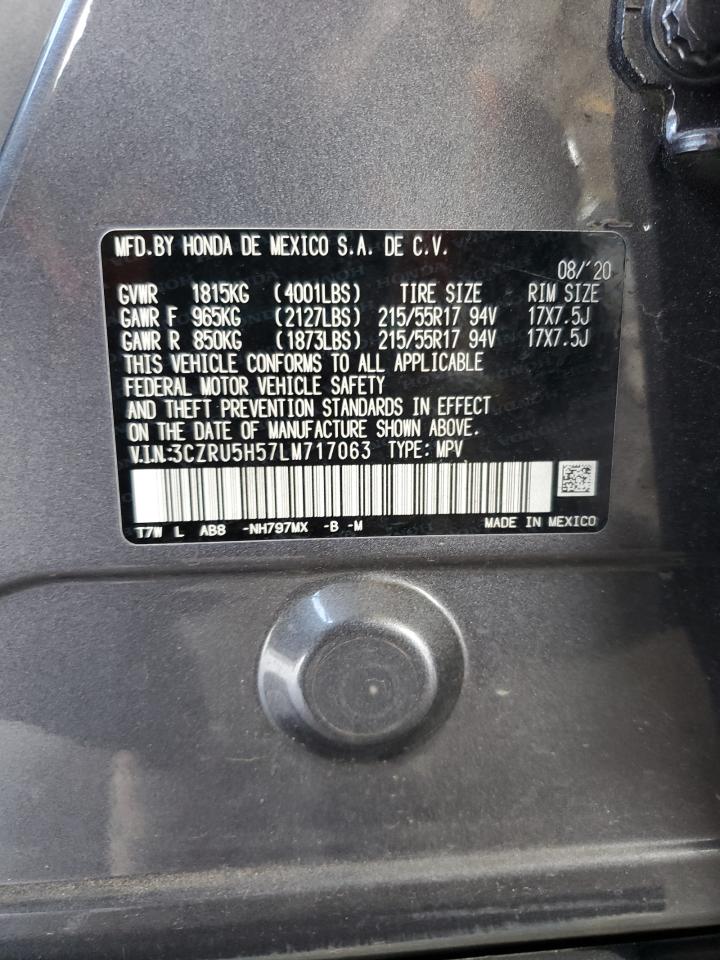 MFD.BY HONDA DE MEXICO S.A. DE C.V.
08/'20
GVWR 1815KG (4001LBS) TIRE SIZE RIM SIZE
GAWR F 965KG (2127LBS) 215/55R17 94V 17X7.5J
GAWR R 850KG (1873LBS) 215/55R17 94V 17X7.5J
THIS VEHICLE CONFORMS TO ALL APPLICABLE
FEDERAL MOTOR VEHICLE SAFETY
AND THEFT PREVENTION STANDARDS IN EFFECT
ON THE DATE OF MANUFACTURE SHOWN ABOVE.
V.I.N.:3CZRU5H57LM717063 TYPE: MPV
T7W L AB8 -NH797MX -B -M MADE IN MEXICO